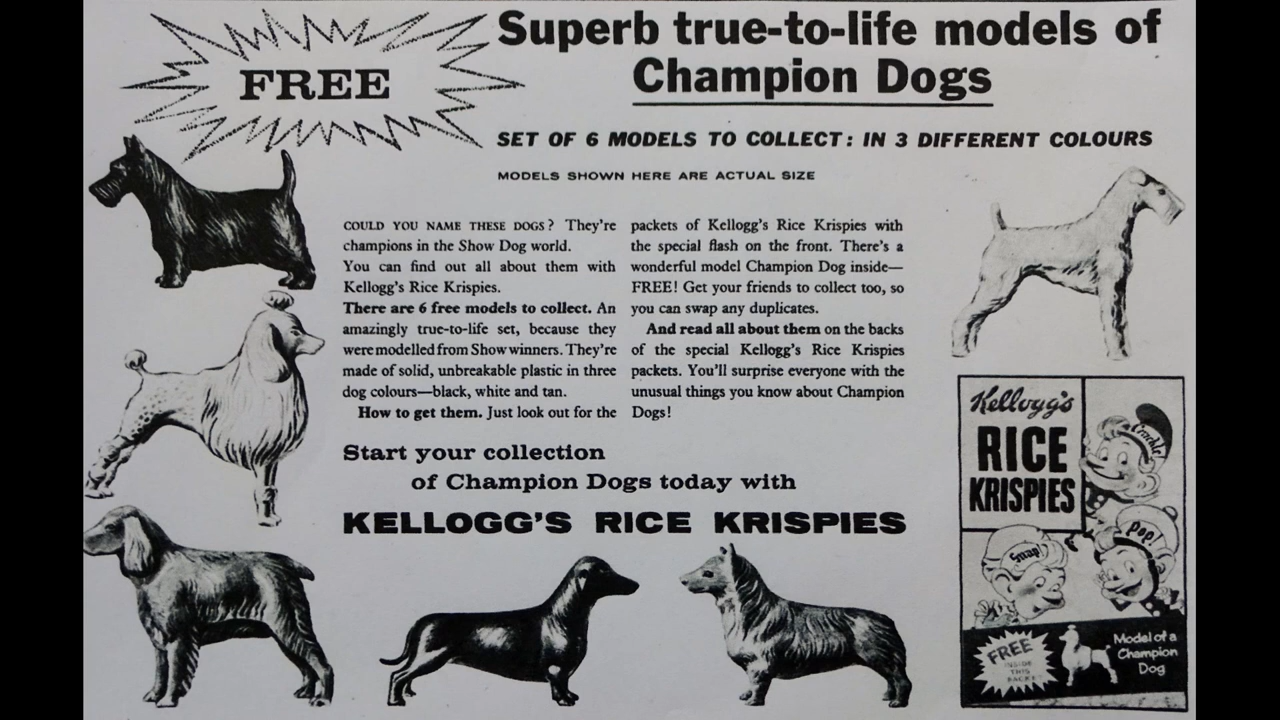 FREE
Superb true-to-life models of
Champion Dogs
SET OF 6 MODELS TO COLLECT: IN 3 DIFFERENT COLOURS
MODELS SHOWN HERE ARE ACTUAL SIZE
COULD YOU NAME THESE DOGS? They're
champions in the Show Dog world.
You can find out all about them with
Kellogg's Rice Krispies.
There are 6 free models to collect. An
amazingly true-to-life set, because they
were modelled from Show winners. They're
made of solid, unbreakable plastic in three
dog colours—black, white and tan.
How to get them. Just look out for the
packets of Kellogg's Rice Krispies with
the special flash on the front. There's a
wonderful model Champion Dog inside—
FREE! Get your friends to collect too, so
you can swap any duplicates.
And read all about them on the backs
of the special Kellogg's Rice Krispies
packets. You'll surprise everyone with the
unusual things you know about Champion
Dogs!
Start your collection
of Champion Dogs today with
KELLOGG'S RICE KRISPIES
Kellogg's
RICE
KRISPIES
Crackle!
Pop!
Snap!
FREE
INSIDE
THIS
PACKET
Model of a
Champion
Dog